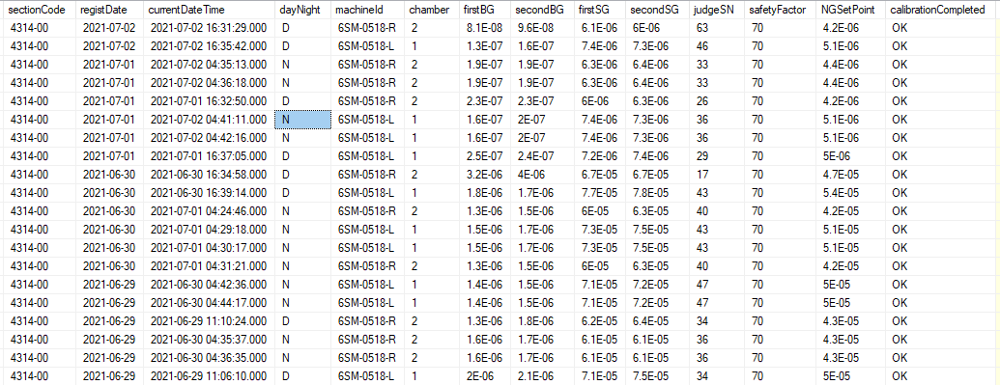 sectionCode registDate currentDateTime dayNight machineId chamber firstBG secondBG firstSG secondSG judgeSN safetyFactor NGSetPoint calibrationCompleted
4314-00 2021-07-02 2021-07-02 16:31:29.000 D 6SM-0518-R 2 8.1E-08 9.6E-08 6.1E-06 6E-06 63 70 4.2E-06 OK
4314-00 2021-07-02 2021-07-02 16:35:42.000 D 6SM-0518-L 1 1.3E-07 1.6E-07 7.4E-06 7.3E-06 46 70 5.1E-06 OK
4314-00 2021-07-01 2021-07-02 04:35:13.000 N 6SM-0518-R 2 1.9E-07 1.9E-07 6.3E-06 6.4E-06 33 70 4.4E-06 OK
4314-00 2021-07-01 2021-07-02 04:36:18.000 N 6SM-0518-R 2 1.9E-07 1.9E-07 6.3E-06 6.4E-06 33 70 4.4E-06 OK
4314-00 2021-07-01 2021-07-01 16:32:50.000 D 6SM-0518-R 2 2.3E-07 2.3E-07 6E-06 6.3E-06 26 70 4.2E-06 OK
4314-00 2021-07-01 2021-07-02 04:41:11.000 N 6SM-0518-L 1 1.6E-07 2E-07 7.4E-06 7.3E-06 36 70 5.1E-06 OK
4314-00 2021-07-01 2021-07-02 04:42:16.000 N 6SM-0518-L 1 1.6E-07 2E-07 7.4E-06 7.3E-06 36 70 5.1E-06 OK
4314-00 2021-07-01 2021-07-01 16:37:05.000 D 6SM-0518-L 1 2.5E-07 2.4E-07 7.2E-06 7.4E-06 29 70 5E-06 OK
4314-00 2021-06-30 2021-06-30 16:34:58.000 D 6SM-0518-R 2 3.2E-06 4E-06 6.7E-05 6.7E-05 17 70 4.7E-05 OK
4314-00 2021-06-30 2021-06-30 16:39:14.000 D 6SM-0518-L 1 1.8E-06 1.7E-06 7.7E-05 7.8E-05 43 70 5.4E-05 OK
4314-00 2021-06-30 2021-07-01 04:24:46.000 N 6SM-0518-R 2 1.3E-06 1.5E-06 6E-05 6.3E-05 40 70 4.2E-05 OK
4314-00 2021-06-30 2021-07-01 04:29:18.000 N 6SM-0518-L 1 1.5E-06 1.7E-06 7.3E-05 7.5E-05 43 70 5.1E-05 OK
4314-00 2021-06-30 2021-07-01 04:30:17.000 N 6SM-0518-L 1 1.5E-06 1.7E-06 7.3E-05 7.5E-05 43 70 5.1E-05 OK
4314-00 2021-06-30 2021-07-01 04:31:21.000 N 6SM-0518-R 2 1.3E-06 1.5E-06 6E-05 6.3E-05 40 70 4.2E-05 OK
4314-00 2021-06-29 2021-06-30 04:42:36.000 N 6SM-0518-L 1 1.4E-06 1.5E-06 7.1E-05 7.2E-05 47 70 5E-05 OK
4314-00 2021-06-29 2021-06-30 04:44:17.000 N 6SM-0518-L 1 1.4E-06 1.5E-06 7.1E-05 7.2E-05 47 70 5E-05 OK
4314-00 2021-06-29 2021-06-29 11:10:24.000 D 6SM-0518-R 2 1.3E-06 1.8E-06 6.2E-05 6.4E-05 34 70 4.3E-05 OK
4314-00 2021-06-29 2021-06-30 04:35:37.000 N 6SM-0518-R 2 1.6E-06 1.7E-06 6.1E-05 6.1E-05 36 70 4.3E-05 OK
4314-00 2021-06-29 2021-06-30 04:36:35.000 N 6SM-0518-R 2 1.6E-06 1.7E-06 6.1E-05 6.1E-05 36 70 4.3E-05 OK
4314-00 2021-06-29 2021-06-29 11:06:10.000 D 6SM-0518-L 1 2E-06 2.1E-06 7.1E-05 7.5E-05 34 70 5E-05 OK